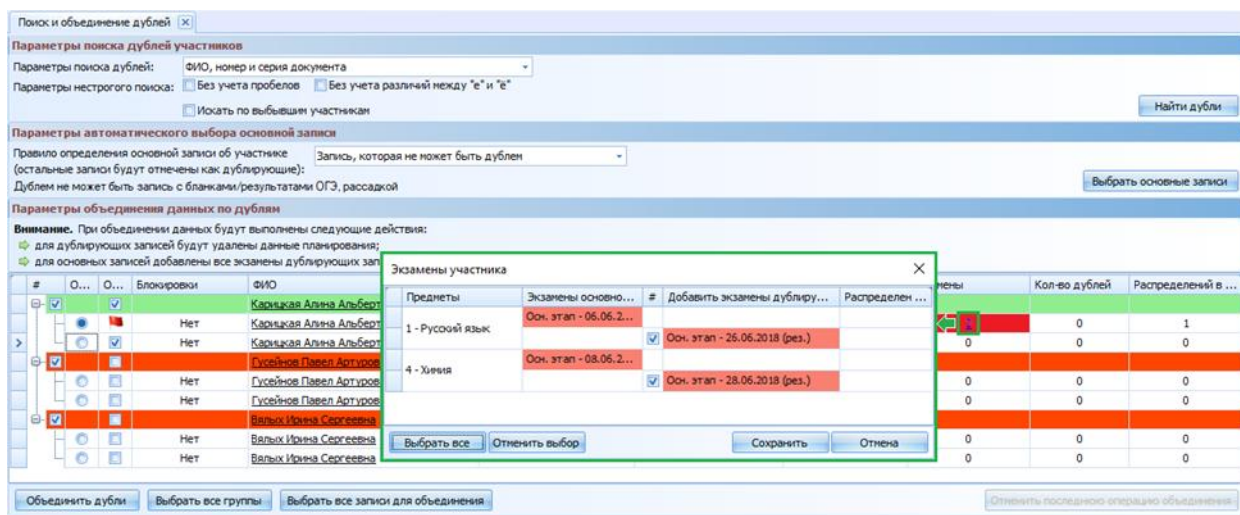 Поиск и объединение дублей
Параметры поиска дублей участников
Параметры поиска дублей: ФИО, номер и серия документа
Параметры нестрогого поиска: Без учета пробелов Без учета различий между "е" и "ё"
Искать по выбывшим участникам
Найти дубли
Параметры автоматического выбора основной записи
Правило определения основной записи об участнике
Запись, которая не может быть дублем
(остальные записи будут отмечены как дублирующие):
Дублем не может быть запись с бланками/результатами ОГЭ, рассадкой
Выбрать основные записи
Параметры объединения данных по дублям
Внимание. При объединении данных будут выполнены следующие действия:
для дублирующих записей будут удалены данные планирования;
для основных записей добавлены все экзамены дублирующих зап
# О... О... Блокировки ФИО мены Кол-во дублей Распределений в ...
Карицкая Алина Альберт
Нет Карицкая Алина Альберт 0 1
Нет Карицкая Алина Альберт 0 0 0
Гусейнов Павел Артуров
Нет Гусейнов Павел Артуров 0 0 0
Нет Гусейнов Павел Артуров 0 0 0
Вялых Ирина Сергеевна
Нет Вялых Ирина Сергеевна 0 0 0
Нет Вялых Ирина Сергеевна 0 0 0
Экзамены участника
Предметы Экзамены основно... # Добавить экзамены дублиру... Распределен ...
1 - Русский язык
Осн. этап - 06.06.2...
Осн. этап - 26.06.2018 (рез.)
4 - Химия
Осн. этап - 08.06.2...
Осн. этап - 28.06.2018 (рез.)
Выбрать все Отменить выбор Сохранить Отмена
Объединить дубли Выбрать все группы Выбрать все записи для объединения Отменить последнюю операцию объединения